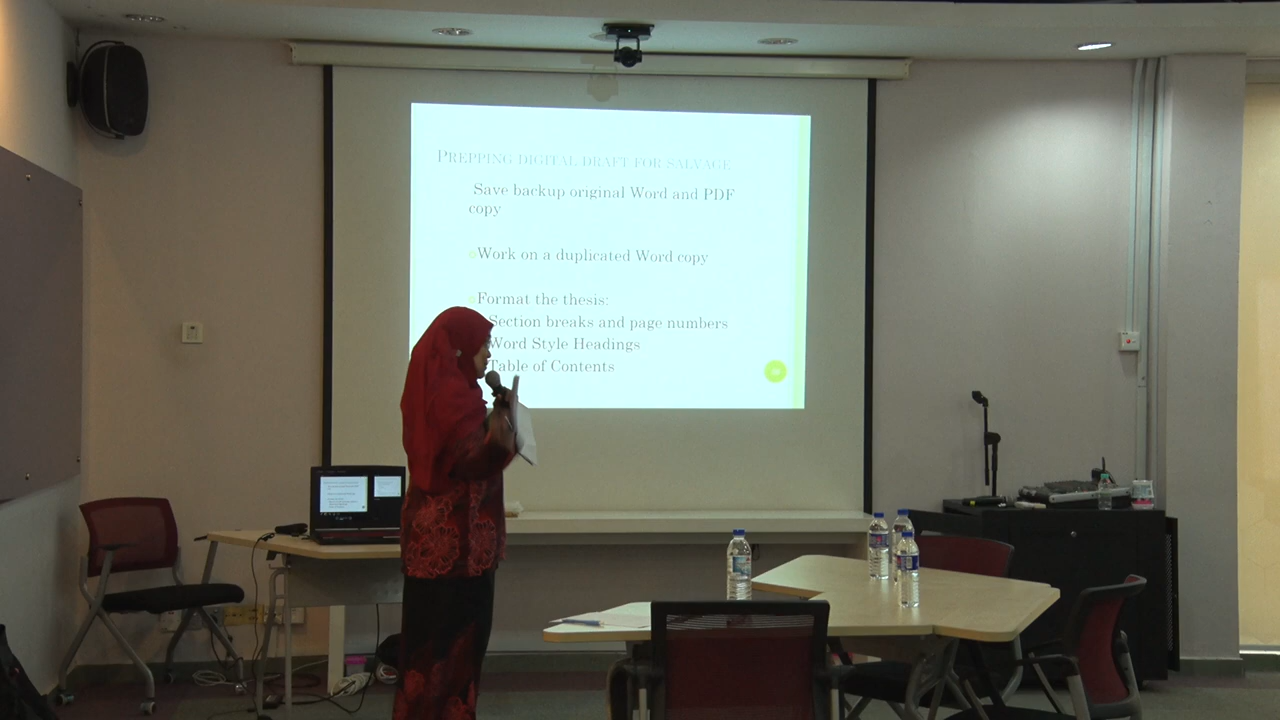 PREPPING DIGITAL DRAFT FOR SALVAGE
Save backup original Word and PDF
copy
Work on a duplicated Word copy
Format the thesis:
Section breaks and page numbers
Word Style Headings
Table of Contents